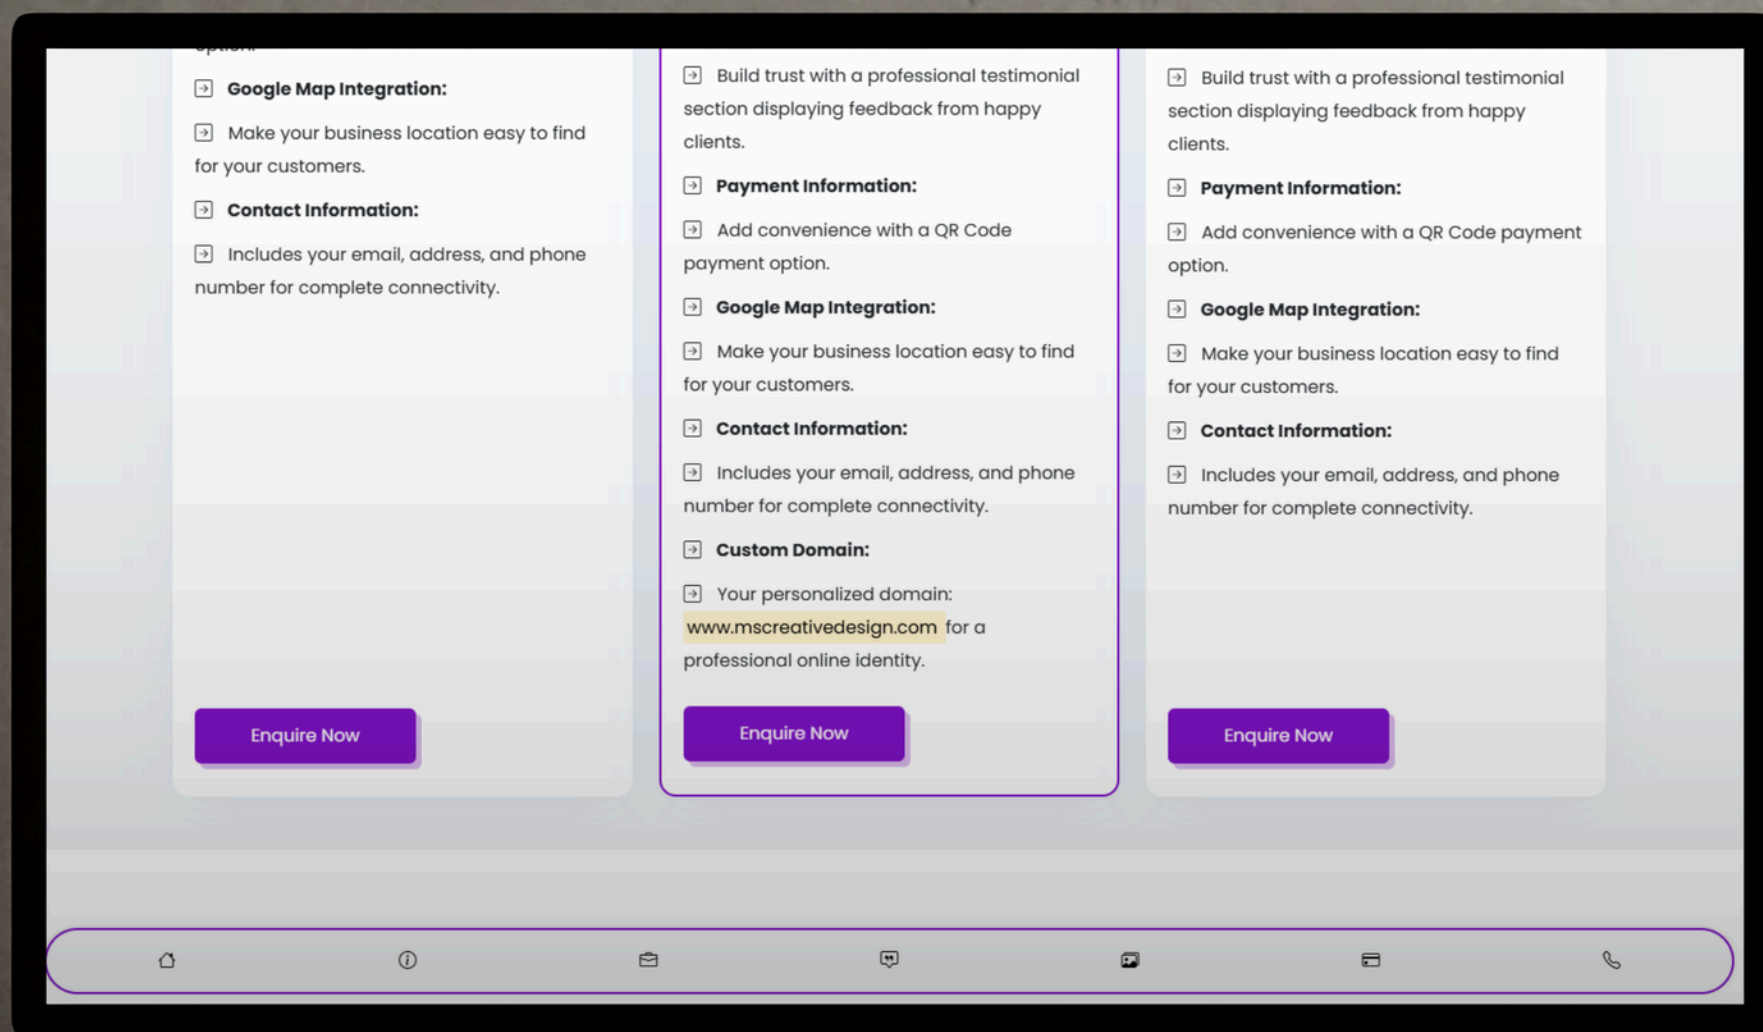 option.
Google Map Integration:
Make your business location easy to find
for your customers.
Contact Information:
Includes your email, address, and phone
number for complete connectivity.
Enquire Now
Build trust with a professional testimonial
section displaying feedback from happy
clients.
Payment Information:
Add convenience with a QR Code
payment option.
Google Map Integration:
Make your business location easy to find
for your customers.
Contact Information:
Includes your email, address, and phone
number for complete connectivity.
Custom Domain:
Your personalized domain:
www.mscreativedesign.com for a
professional online identity.
Enquire Now
Build trust with a professional testimonial
section displaying feedback from happy
clients.
Payment Information:
Add convenience with a QR Code payment
option.
Google Map Integration:
Make your business location easy to find
for your customers.
Contact Information:
Includes your email, address, and phone
number for complete connectivity.
Enquire Now